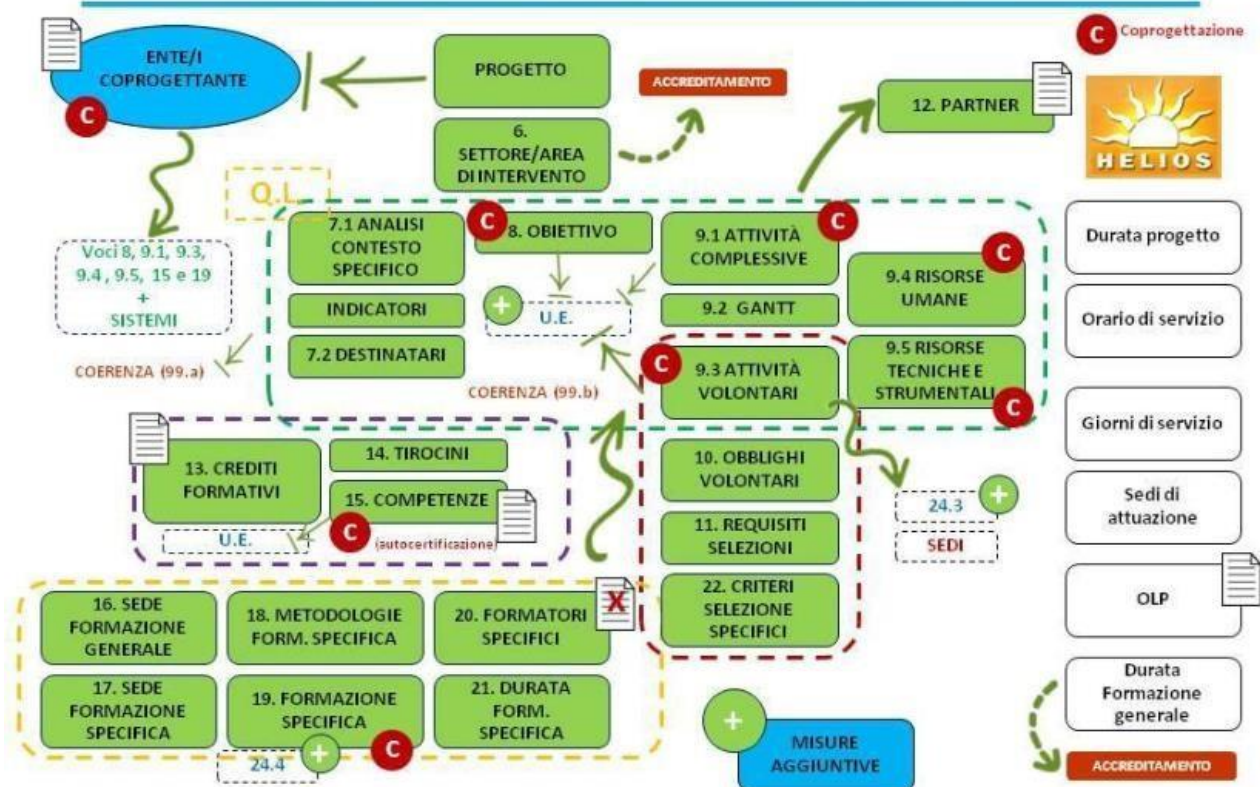 C Coprogettazione
ENTE/I
COPROGETTANTE
C
PROGETTO
ACCREDITAMENTO
12. PARTNER
HELIOS
6.
SETTORE/AREA
DI INTERVENTO
Q.L.
Voci 8, 9.1, 9.3,
9.4 , 9.5, 15 e 19
+
SISTEMI
COERENZA (99.a)
7.1 ANALISI
CONTESTO
SPECIFICO
INDICATORI
7.2 DESTINATARI
C
8. OBIETTIVO
+
U.E.
COERENZA (99.b)
9.1 ATTIVITÀ
COMPLESSIVE
C
9.2 GANTT
C
9.3 ATTIVITÀ
VOLONTARI
9.4 RISORSE
UMANE
C
9.5 RISORSE
TECNICHE E
STRUMENTALI
C
10. OBBLIGHI
VOLONTARI
11. REQUISITI
SELEZIONI
22. CRITERI
SELEZIONE
SPECIFICI
24.3
+
SEDI
13. CREDITI
FORMATIVI
14. TIROCINI
15. COMPETENZE
U.E.
C
(autocertificazione)
16. SEDE
FORMAZIONE
GENERALE
18. METODOLOGIE
FORM. SPECIFICA
20. FORMATORI
SPECIFICI
X
17. SEDE
FORMAZIONE
SPECIFICA
19. FORMAZIONE
SPECIFICA
21. DURATA
FORM.
SPECIFICA
24.4
+
C
+
MISURE
AGGIUNTIVE
Durata progetto
Orario di servizio
Giorni di servizio
Sedi di
attuazione
OLP
Durata
Formazione
generale
ACCREDITAMENTO